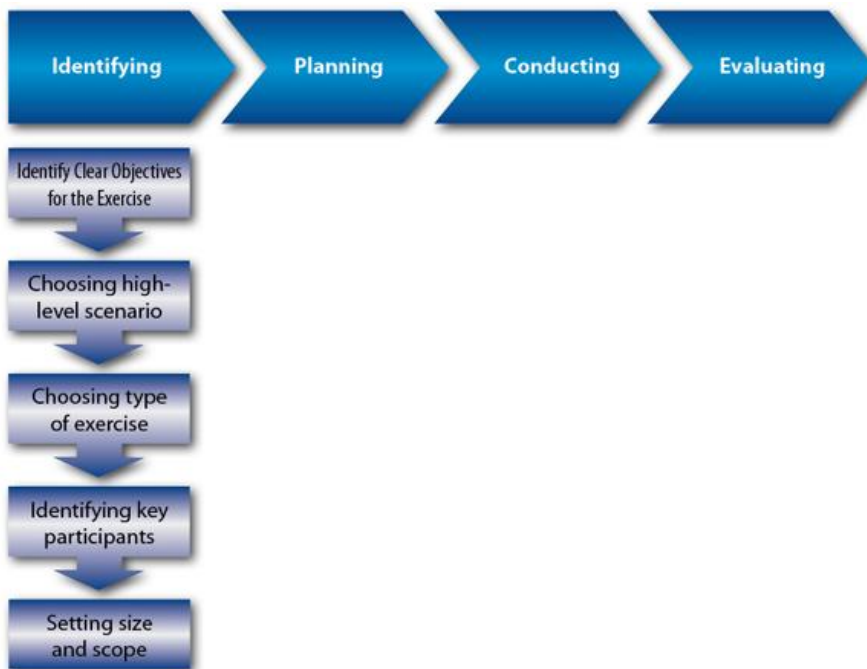 Identifying
Planning
Conducting
Evaluating
Identify Clear Objectives
for the Exercise
Choosing high-
level scenario
Choosing type
of exercise
Identifying key
participants
Setting size
and scope